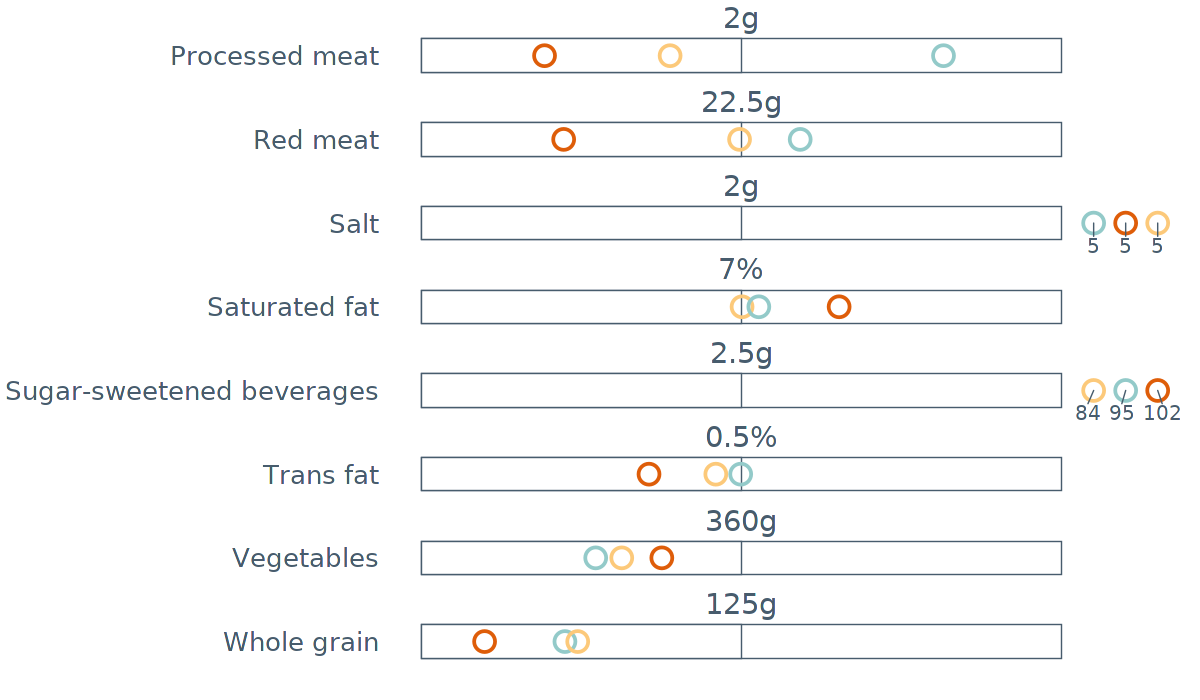 2g
Processed meat
22.5g
Red meat
2g
Salt
5 5 5
7%
Saturated fat
2.5g
Sugar-sweetened beverages
84 95 102
0.5%
Trans fat
360g
Vegetables
125g
Whole grain